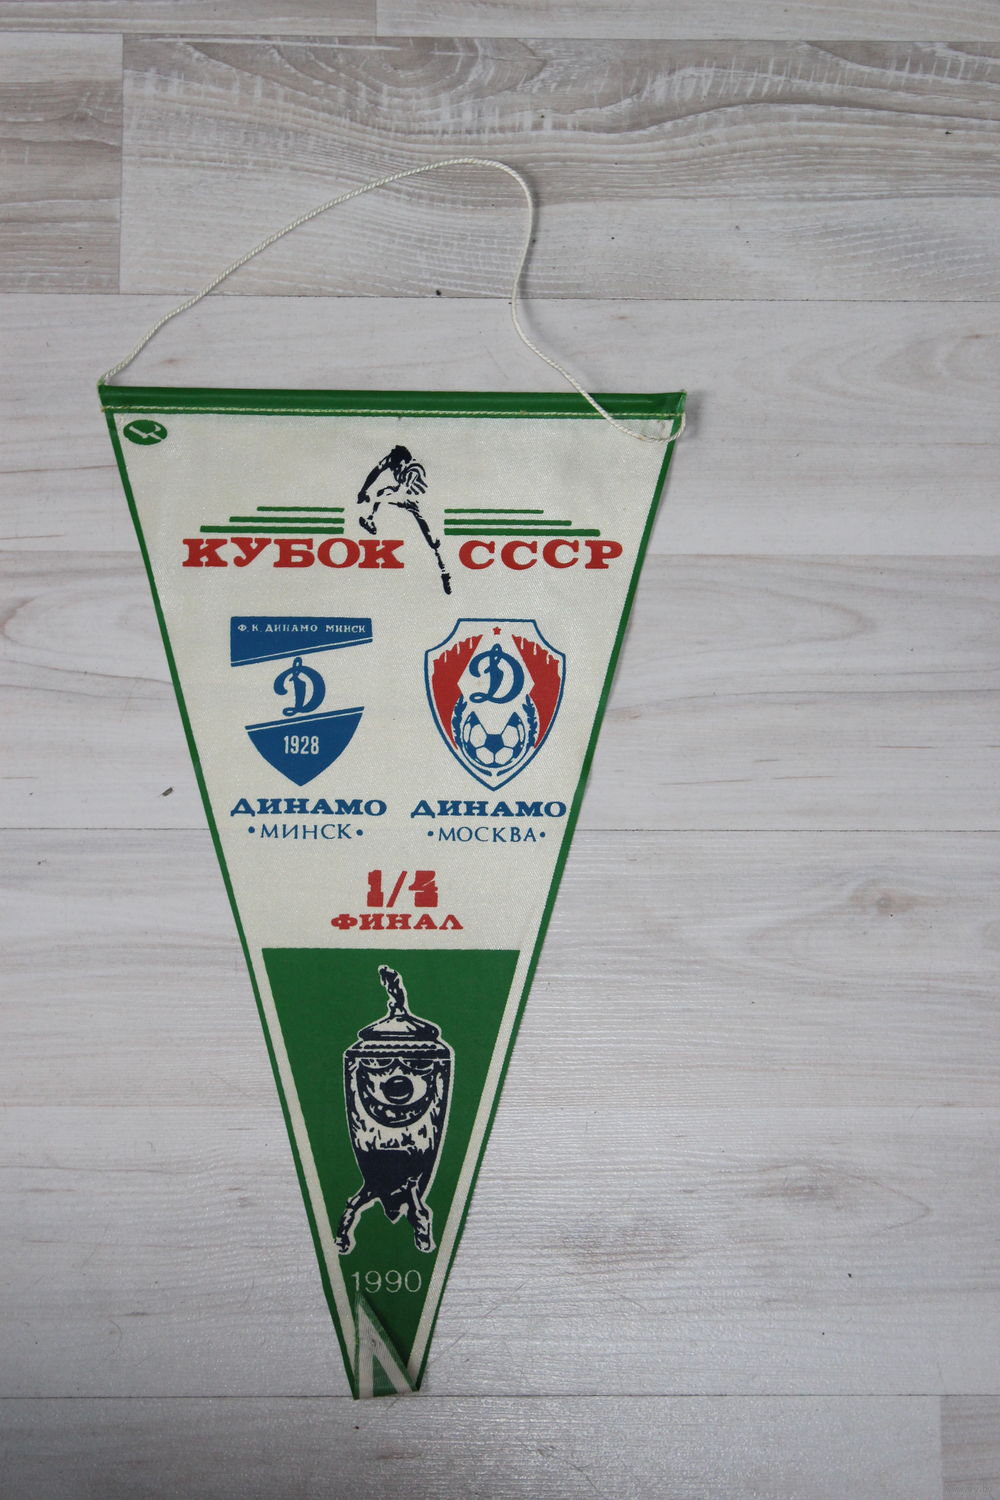 КУБОК СССР
Ф.К. ДИНАМО МИНСК
Д
1928
Д
ДИНАМО
•МИНСК•
ДИНАМО
•МОСКВА•
1/4
ФИНАЛ
1990